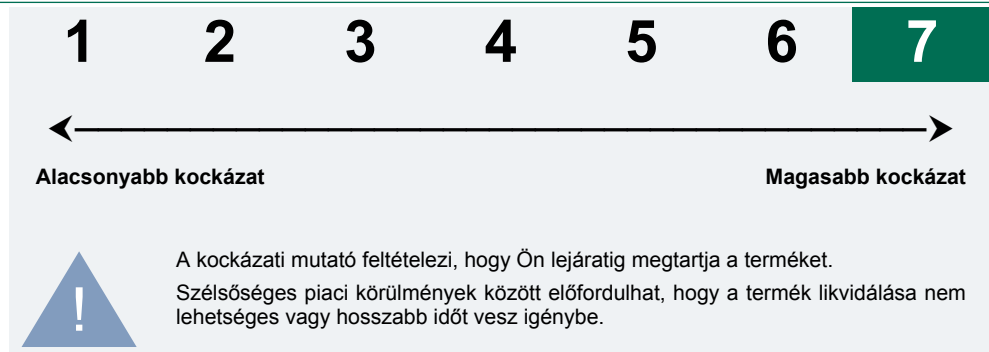 1 2 3 4 5 6 7
Alacsonyabb kockázat Magasabb kockázat
A kockázati mutató feltételezi, hogy Ön lejáratig megtartja a terméket.
Szélsőséges piaci körülmények között előfordulhat, hogy a termék likvidálása nem
lehetséges vagy hosszabb időt vesz igénybe.
!